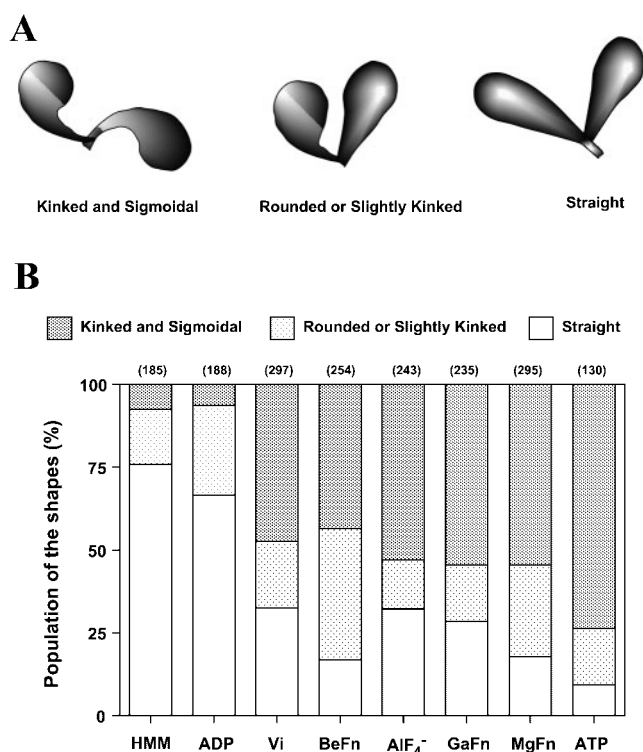 A
Kinked and Sigmoidal
Rounded or Slightly Kinked
Straight
B
Kinked and Sigmoidal
Rounded or Slightly Kinked
Straight
(185) (188) (297) (254) (243) (235) (295) (130)
Population of the shapes (%)
100
75
50
25
0
HMM ADP Vi BeFn AlF4- GaFn MgFn ATP